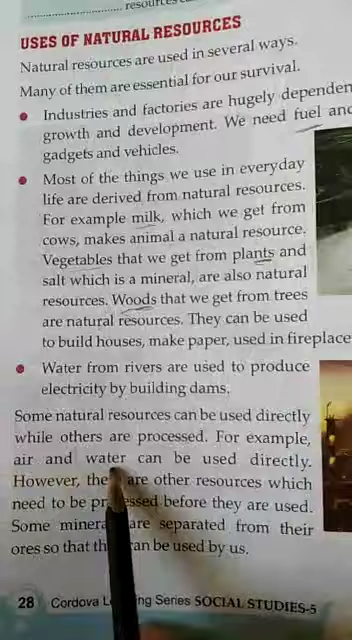 resources
USES OF NATURAL RESOURCES
Natural resources are used in several ways.
Many of them are essential for our survival.
• Industries and factories are hugely
growth and development. We need fuel and
gadgets and vehicles.
• Most of the things we use in everyday
life are derived from natural resources.
For example milk, which we get from
cows, makes animal a natural resource.
Vegetables that we get from plants and
salt which is a mineral, are also natural
resources. Woods that we get from trees
are natural resources. They can be used
to build houses, make paper, used in fireplace
• Water from rivers are used to produce
electricity by building dams.
Some natural resources can be used directly
while others are processed. For example,
air and water can be used directly.
However, are other resources which
need to be before they are used.
Some are separated from their
ores so that can be used by us.
28 Cordova Series SOCIAL STUDIES-5